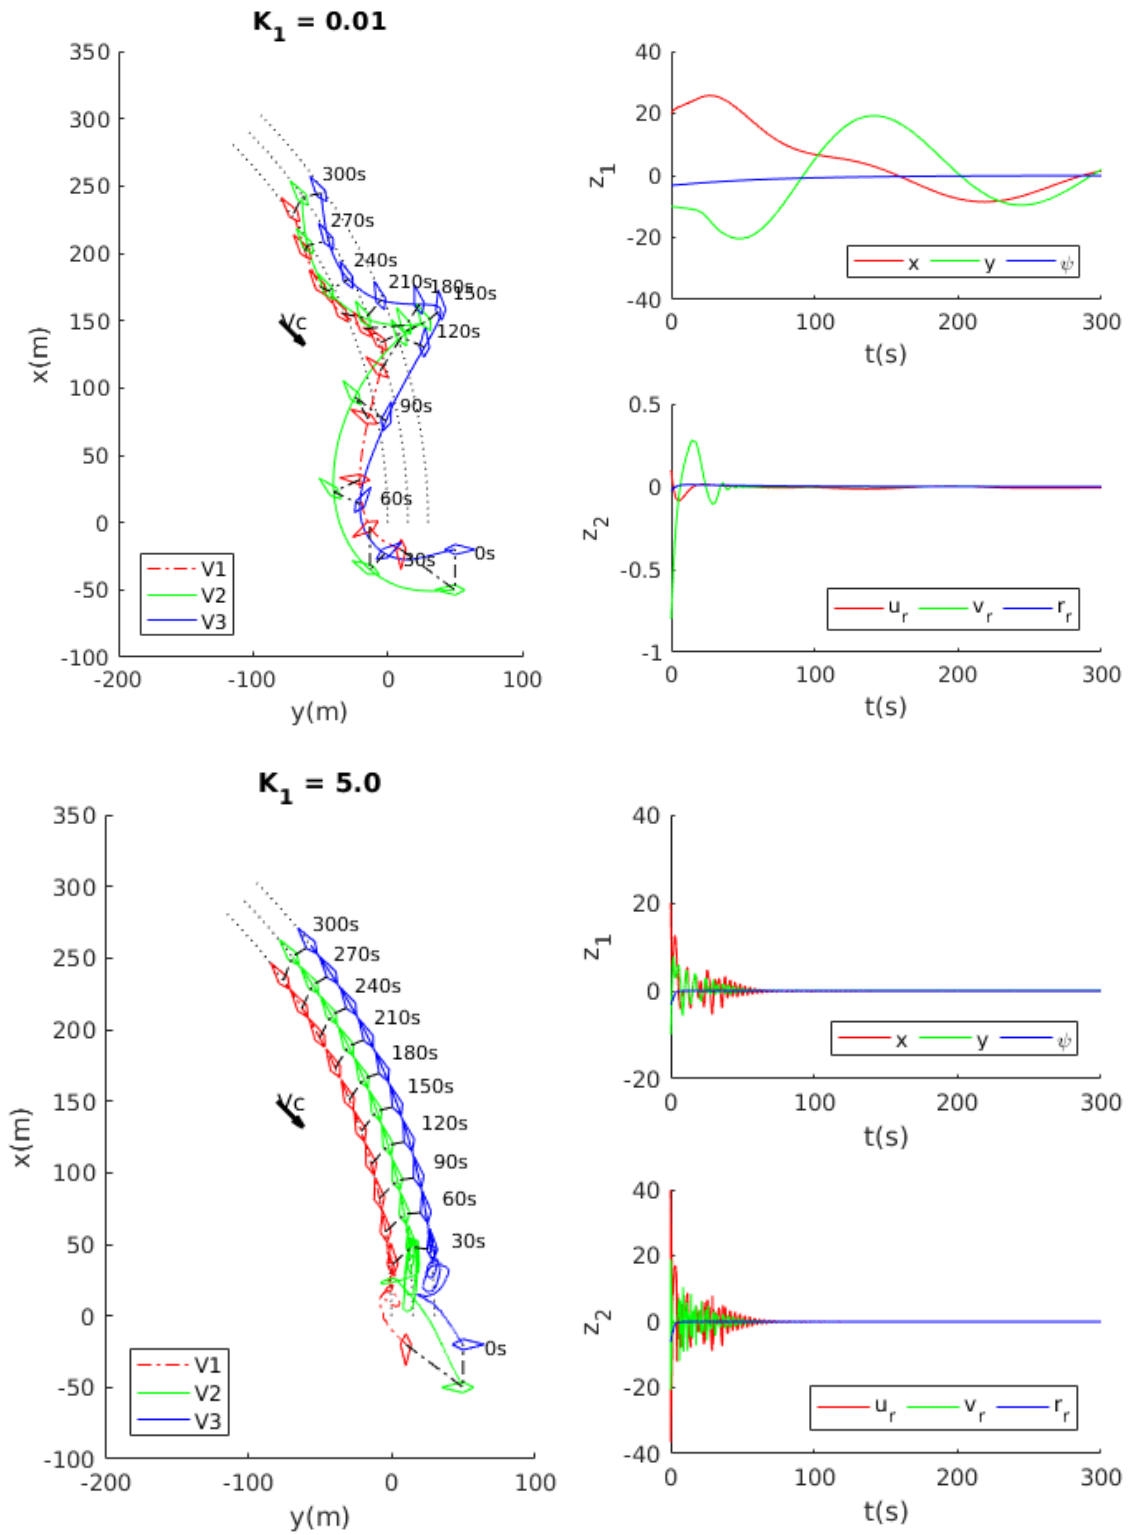 K1 = 0.01
350
300
250
200
150
100
50
0
-50
-100
-200
-100
0
100
x(m)
y(m)
300s
270s
240s
210s
180s
150s
120s
90s
60s
30s
0s
Vc
V1
V2
V3
40
20
0
-20
-40
0
100
200
300
z1
t(s)
x y ψ
0.5
0
-0.5
-1
0
100
200
300
z2
t(s)
ur vr rr
K1 = 5.0
350
300
250
200
150
100
50
0
-50
-100
-200
-100
0
100
x(m)
y(m)
300s
270s
240s
210s
180s
150s
120s
90s
60s
30s
0s
Vc
V1
V2
V3
40
20
0
-20
0
100
200
300
z1
t(s)
x y ψ
40
20
0
-20
-40
0
100
200
300
z2
t(s)
ur vr rr